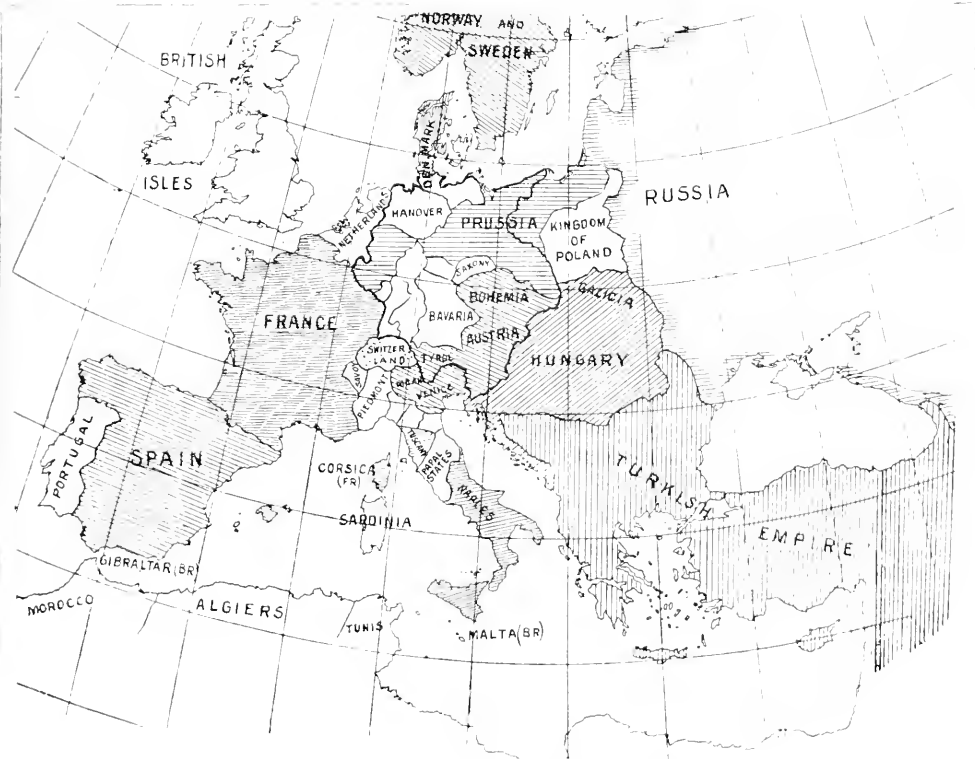 NORWAY AND
SWEDEN
BRITISH
ISLES
DENMARK
NETHERLANDS
HANOVER
PRUSSIA
RUSSIA
KINGDOM
OF
POLAND
SAXONY
BOHEMIA
GALICIA
BAVARIA
AUSTRIA
FRANCE
SWITZER
LAND
TYROL
HUNGARY
SAVOY
PIEDMONT
VENICE
PORTUGAL
SPAIN
TUSCANY
PAPAL
STATES
CORSICA
(FR)
NAPLES
SARDINIA
TURKISH
EMPIRE
GIBRALTAR (BR)
MOROCCO
ALGIERS
TUNIS
MALTA (BR)